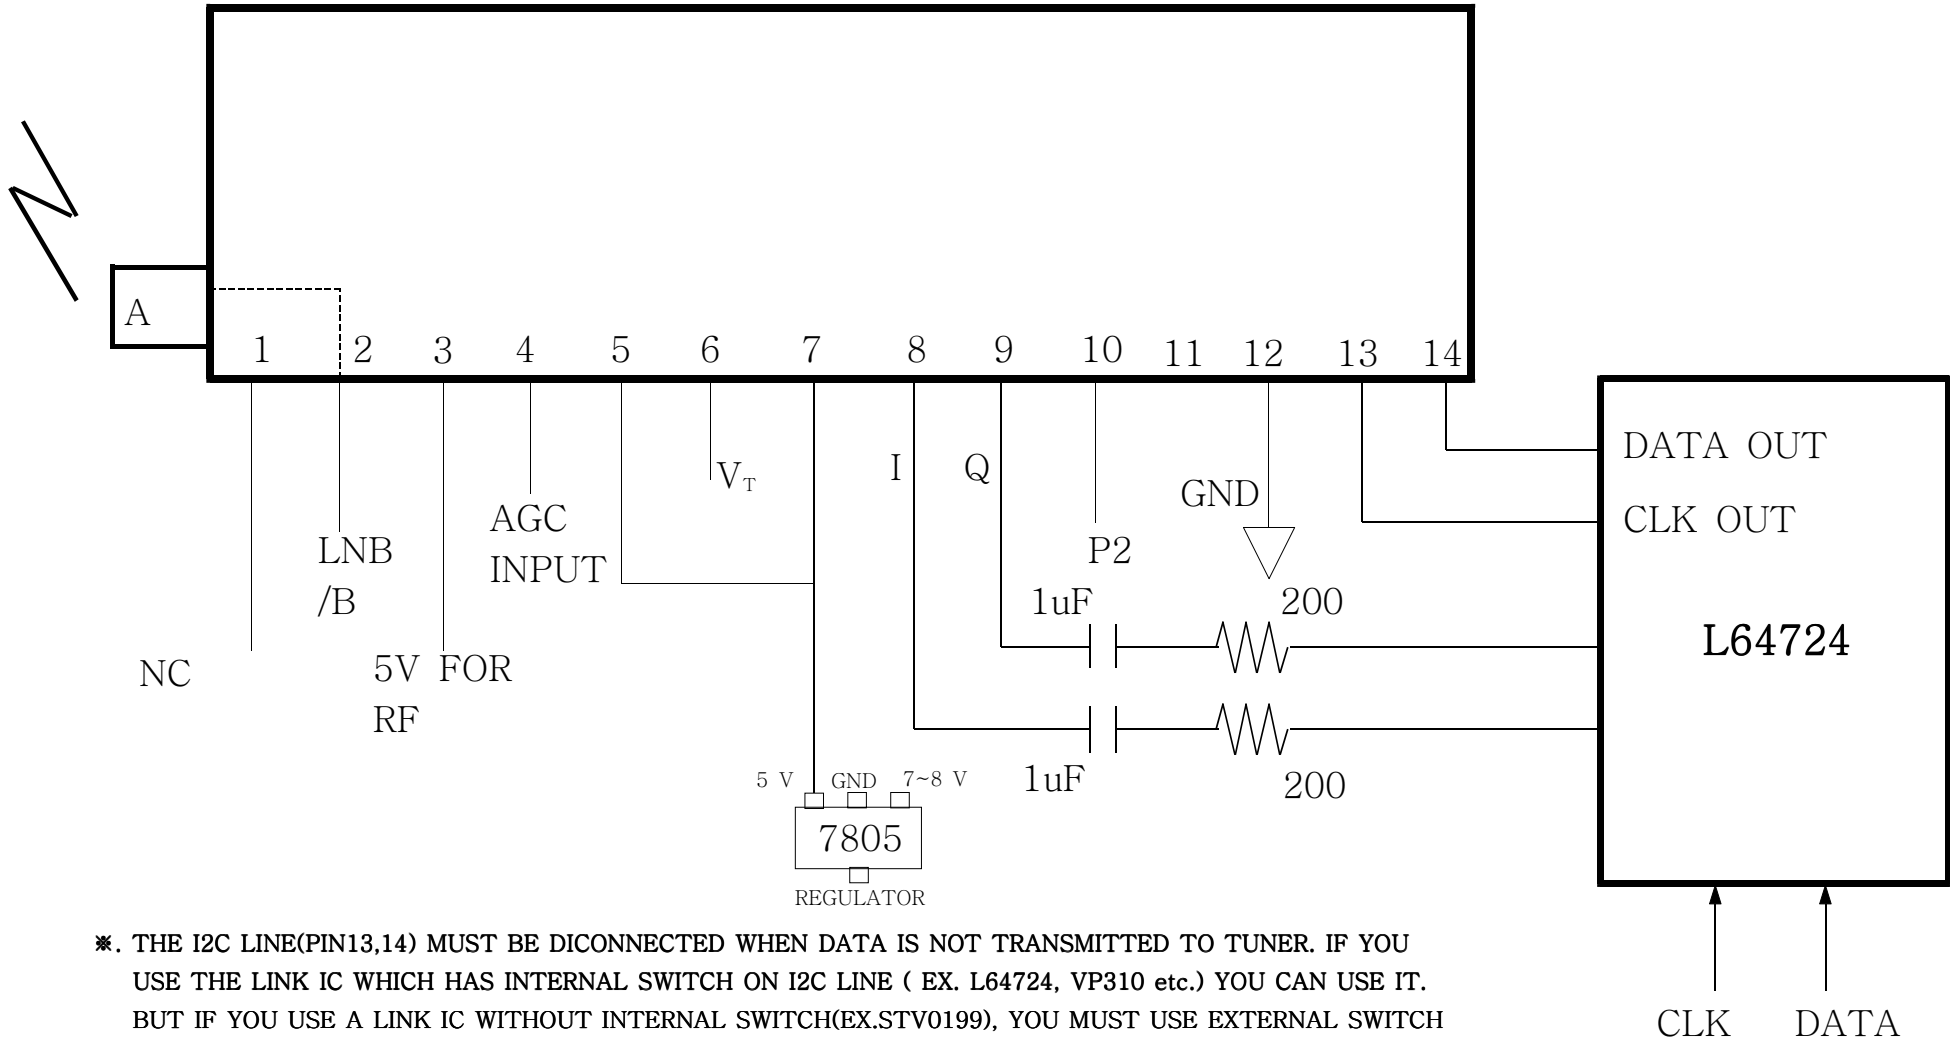 A
1 2 3 4 5 6 7 8 9 10 11 12 13 14
DATA OUT
CLK OUT
I
Q
V_T
GND
AGC
INPUT
LNB
/B
P2
1uF
200
L64724
NC
5V FOR
RF
1uF
200
5 V
GND
7~8 V
7805
REGULATOR
※. THE I2C LINE(PIN13,14) MUST BE DICONNECTED WHEN DATA IS NOT TRANSMITTED TO TUNER. IF YOU
USE THE LINK IC WHICH HAS INTERNAL SWITCH ON I2C LINE ( EX. L64724, VP310 etc.) YOU CAN USE IT.
BUT IF YOU USE A LINK IC WITHOUT INTERNAL SWITCH(EX.STV0199), YOU MUST USE EXTERNAL SWITCH
CLK
DATA